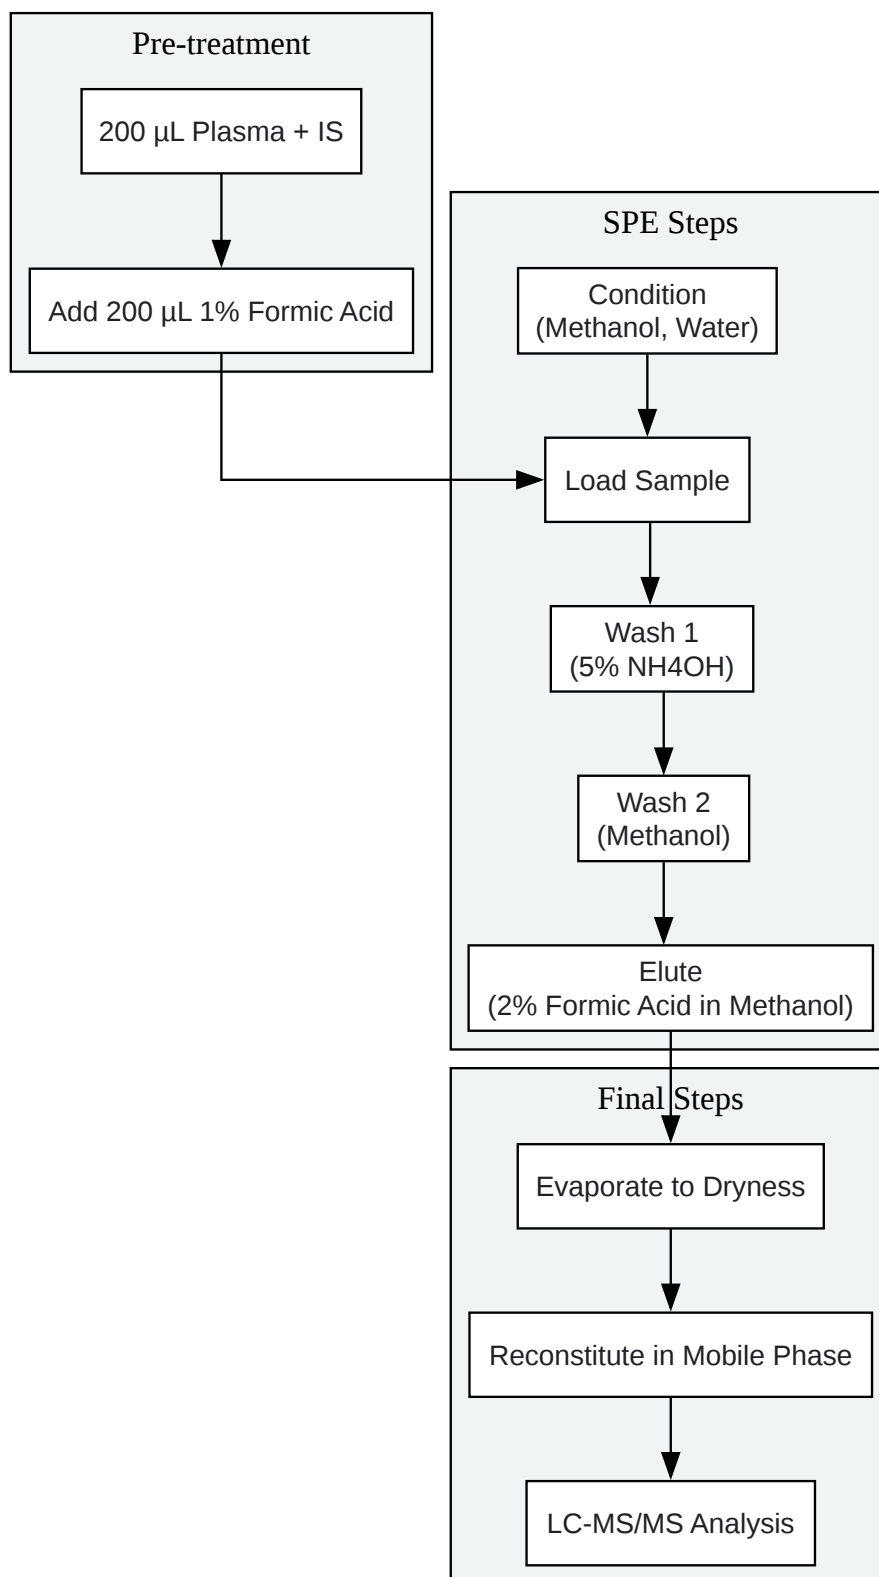 Pre-treatment
200 µL Plasma + IS
Add 200 µL 1% Formic Acid
SPE Steps
Condition
(Methanol, Water)
Load Sample
Wash 1
(5% NH4OH)
Wash 2
(Methanol)
Elute
(2% Formic Acid in Methanol)
Final Steps
Evaporate to Dryness
Reconstitute in Mobile Phase
LC-MS/MS Analysis